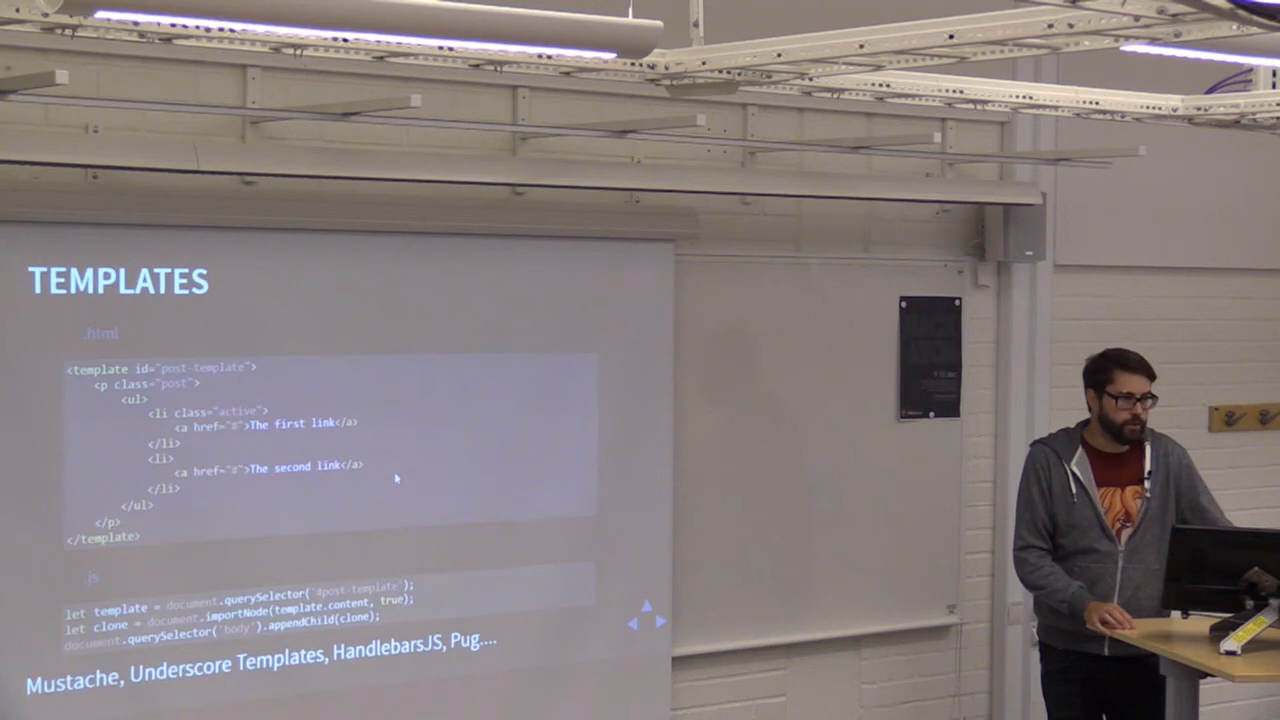 TEMPLATES
.html
<template id="post-template">
<p class="post">
<ul>
<li class="active">
<a href="#">The first link</a>
</li>
<li>
<a href="#">The second link</a>
</li>
</ul>
</p>
</template>
.js
let template = document.querySelector('#post-template');
let clone = document.importNode(template.content, true);
document.querySelector('body').appendChild(clone);
Mustache, Underscore Templates, HandlebarsJS, Pug....